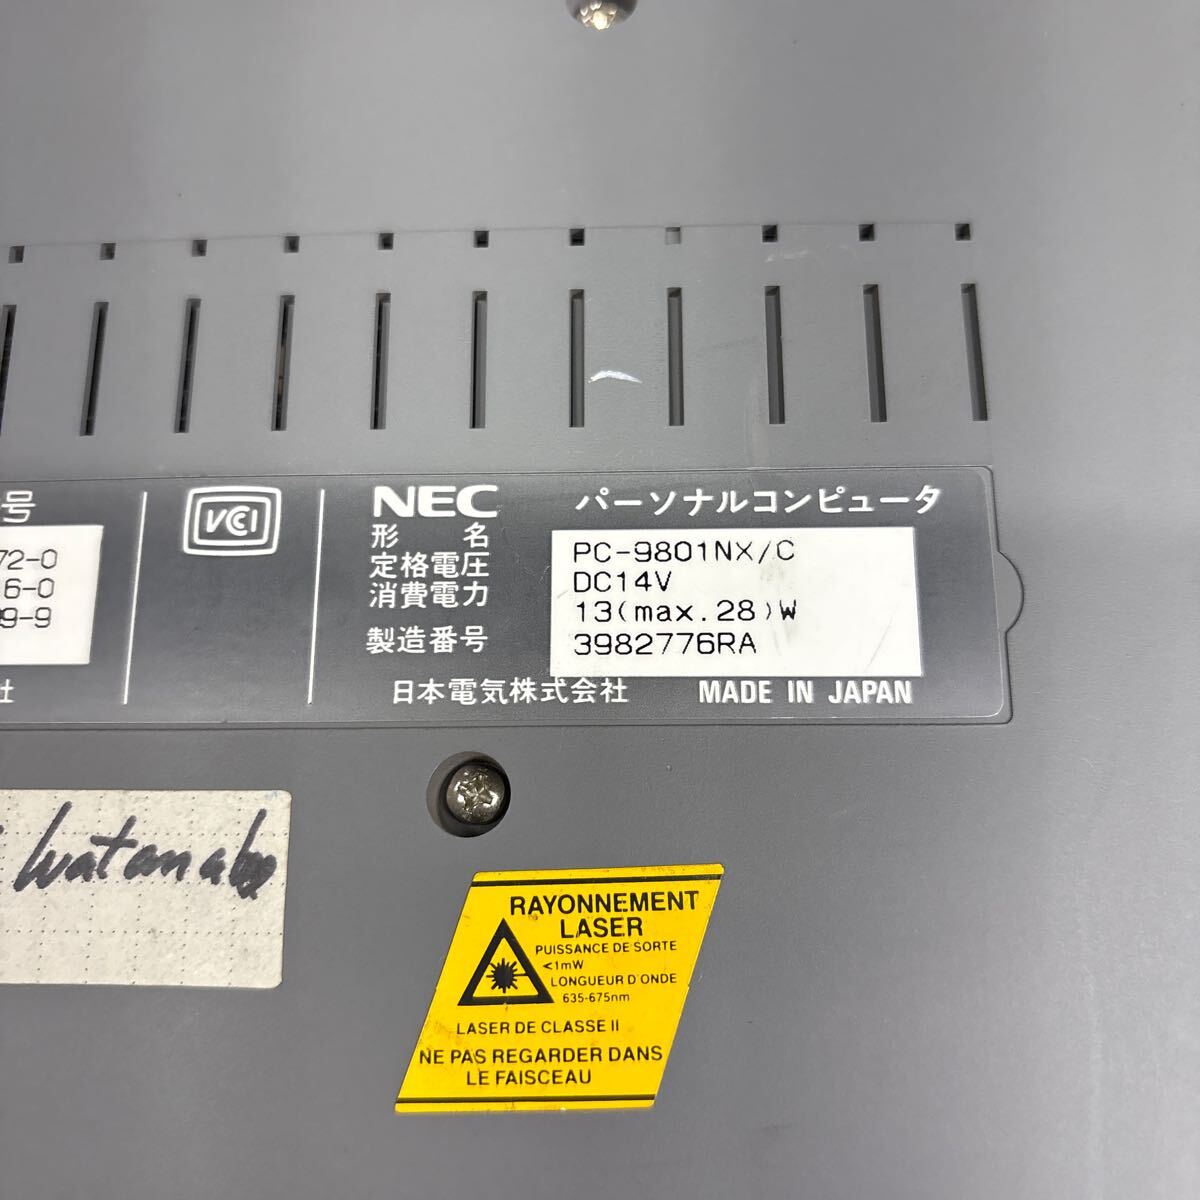 号
72-0
6-0
99-9
社
VCCI
NEC パーソナルコンピュータ
形 名 PC-9801NX/C
定格電圧 DC14V
消費電力 13(max.28)W
製造番号 3982776RA
日本電気株式会社 MADE IN JAPAN
Watanabe
RAYONNEMENT
LASER
PUISSANCE DE SORTE
<1mW
LONGUEUR D'ONDE
635-675nm
LASER DE CLASSE II
NE PAS REGARDER DANS
LE FAISCEAU